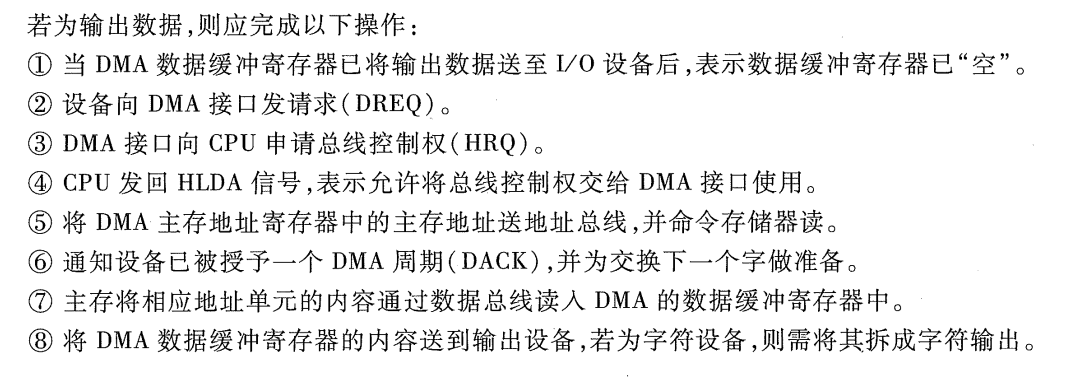 若为输出数据,则应完成以下操作:
① 当 DMA 数据缓冲寄存器已将输出数据送至 I/O 设备后,表示数据缓冲寄存器已“空”。
② 设备向 DMA 接口发请求(DREQ)。
③ DMA 接口向 CPU 申请总线控制权(HRQ)。
④ CPU 发回 HLDA 信号,表示允许将总线控制权交给 DMA 接口使用。
⑤ 将 DMA 主存地址寄存器中的主存地址送地址总线,并命令存储器读。
⑥ 通知设备已被授予一个 DMA 周期(DACK),并为交换下一个字做准备。
⑦ 主存将相应地址单元的内容通过数据总线读入 DMA 的数据缓冲寄存器中。
⑧ 将 DMA 数据缓冲寄存器的内容送到输出设备,若为字符设备,则需将其拆成字符输出。